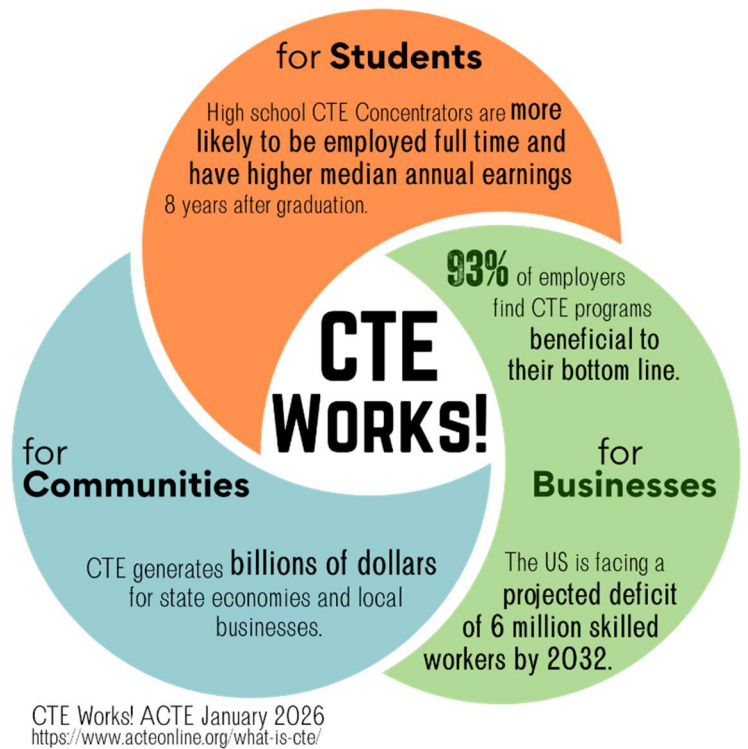 for Students
High school CTE Concentrators are more
likely to be employed full time and
have higher median annual earnings
8 years after graduation.
CTE
WORKS!
93% of employers
find CTE programs
beneficial to
their bottom line.
for
Businesses
The US is facing a
projected deficit
of 6 million skilled
workers by 2032.
for
Communities
CTE generates billions of dollars
for state economies and local
businesses.
CTE Works! ACTE January 2026
https://www.acteonline.org/what-is-cte/